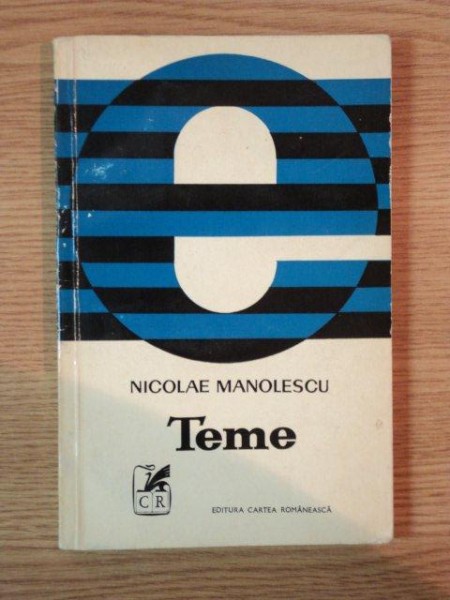 e
NICOLAE MANOLESCU
Teme
CR
EDITURA CARTEA ROMÂNEASCĂ